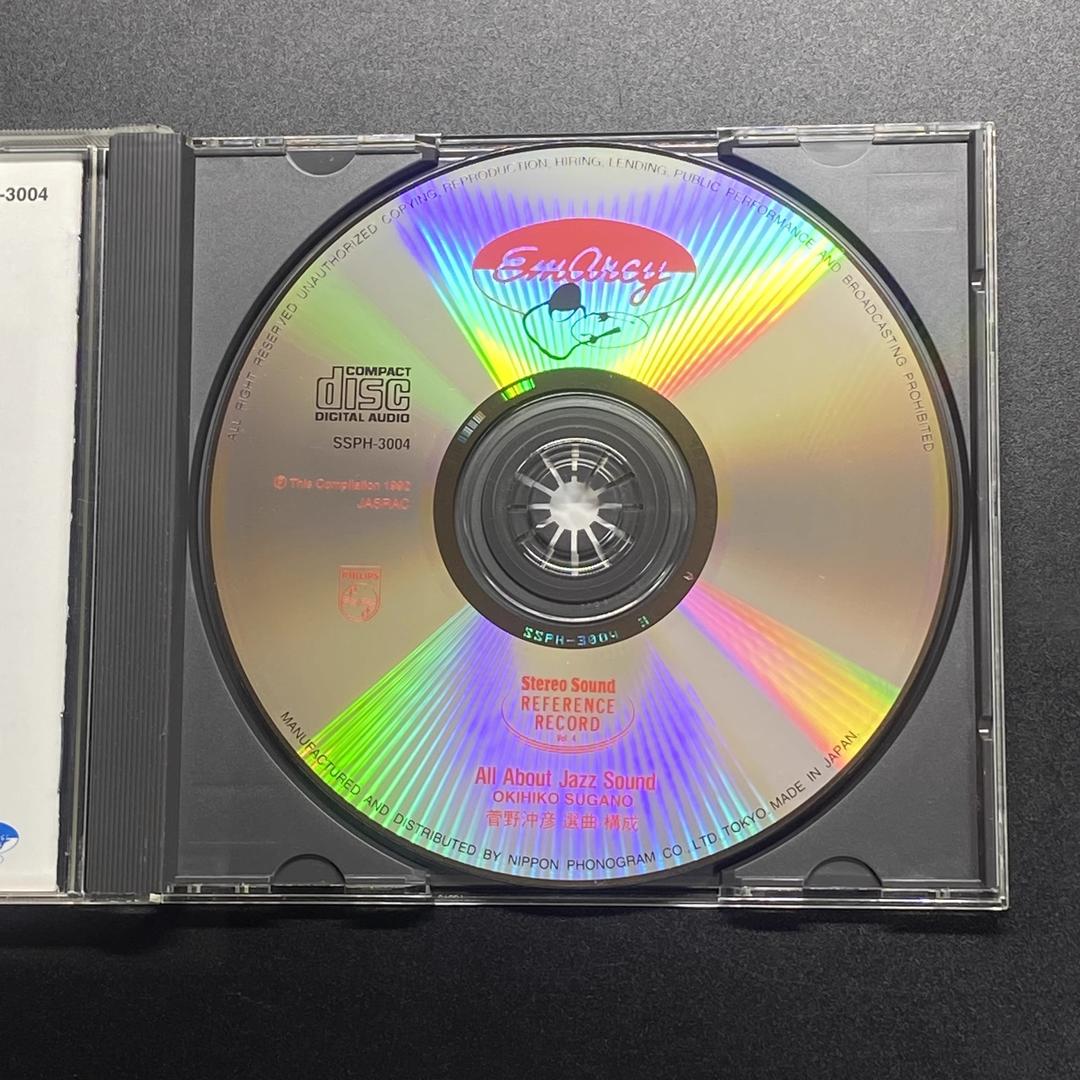 -3004
ALL RIGHT RESERVED UNAUTHORIZED COPYING, REPRODUCTION, HIRING, LENDING, PUBLIC PERFORMANCE AND BROADCASTING PROHIBITED
EmArcy
COMPACT
disc
DIGITAL AUDIO
SSPH-3004
Ⓟ This Compilation 1992
JASRAC
PHILIPS
SSPH-3004
Stereo Sound
REFERENCE
RECORD
Vol. 4
All About Jazz Sound
OKIHIKO SUGANO
菅野沖彦 選曲 構成
MANUFACTURED AND DISTRIBUTED BY NIPPON PHONOGRAM CO., LTD. TOKYO. MADE IN JAPAN.